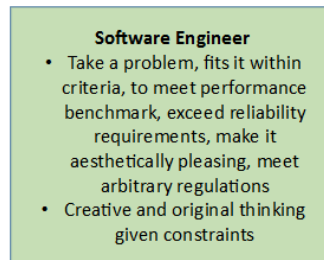 Software Engineer
• Take a problem, fits it within
criteria, to meet performance
benchmark, exceed reliability
requirements, make it
aesthetically pleasing, meet
arbitrary regulations
• Creative and original thinking
given constraints